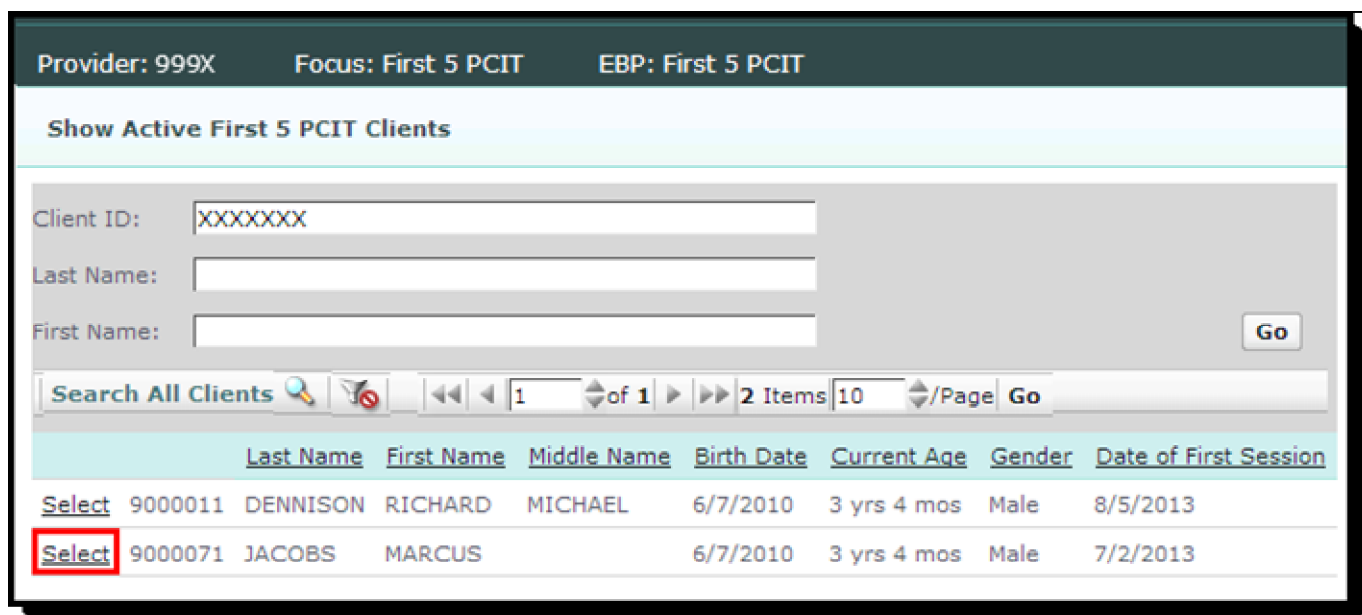 Provider: 999X Focus: First 5 PCIT EBP: First 5 PCIT
Show Active First 5 PCIT Clients
Client ID: XXXXXXX
Last Name:
First Name:
Go
Search All Clients 1 of 1 2 Items 10 /Page Go
Last Name First Name Middle Name Birth Date Current Age Gender Date of First Session
Select 9000011 DENNISON RICHARD MICHAEL 6/7/2010 3 yrs 4 mos Male 8/5/2013
Select 9000071 JACOBS MARCUS 6/7/2010 3 yrs 4 mos Male 7/2/2013